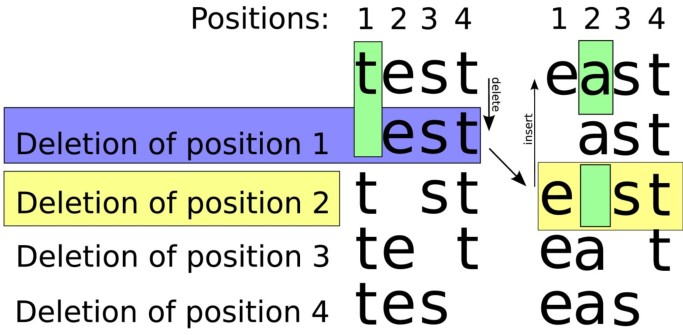 Positions: 1 2 3 4 1 2 3 4
test east
delete
insert
Deletion of position 1 est ast
Deletion of position 2 t st e st
Deletion of position 3 te t ea t
Deletion of position 4 tes eas